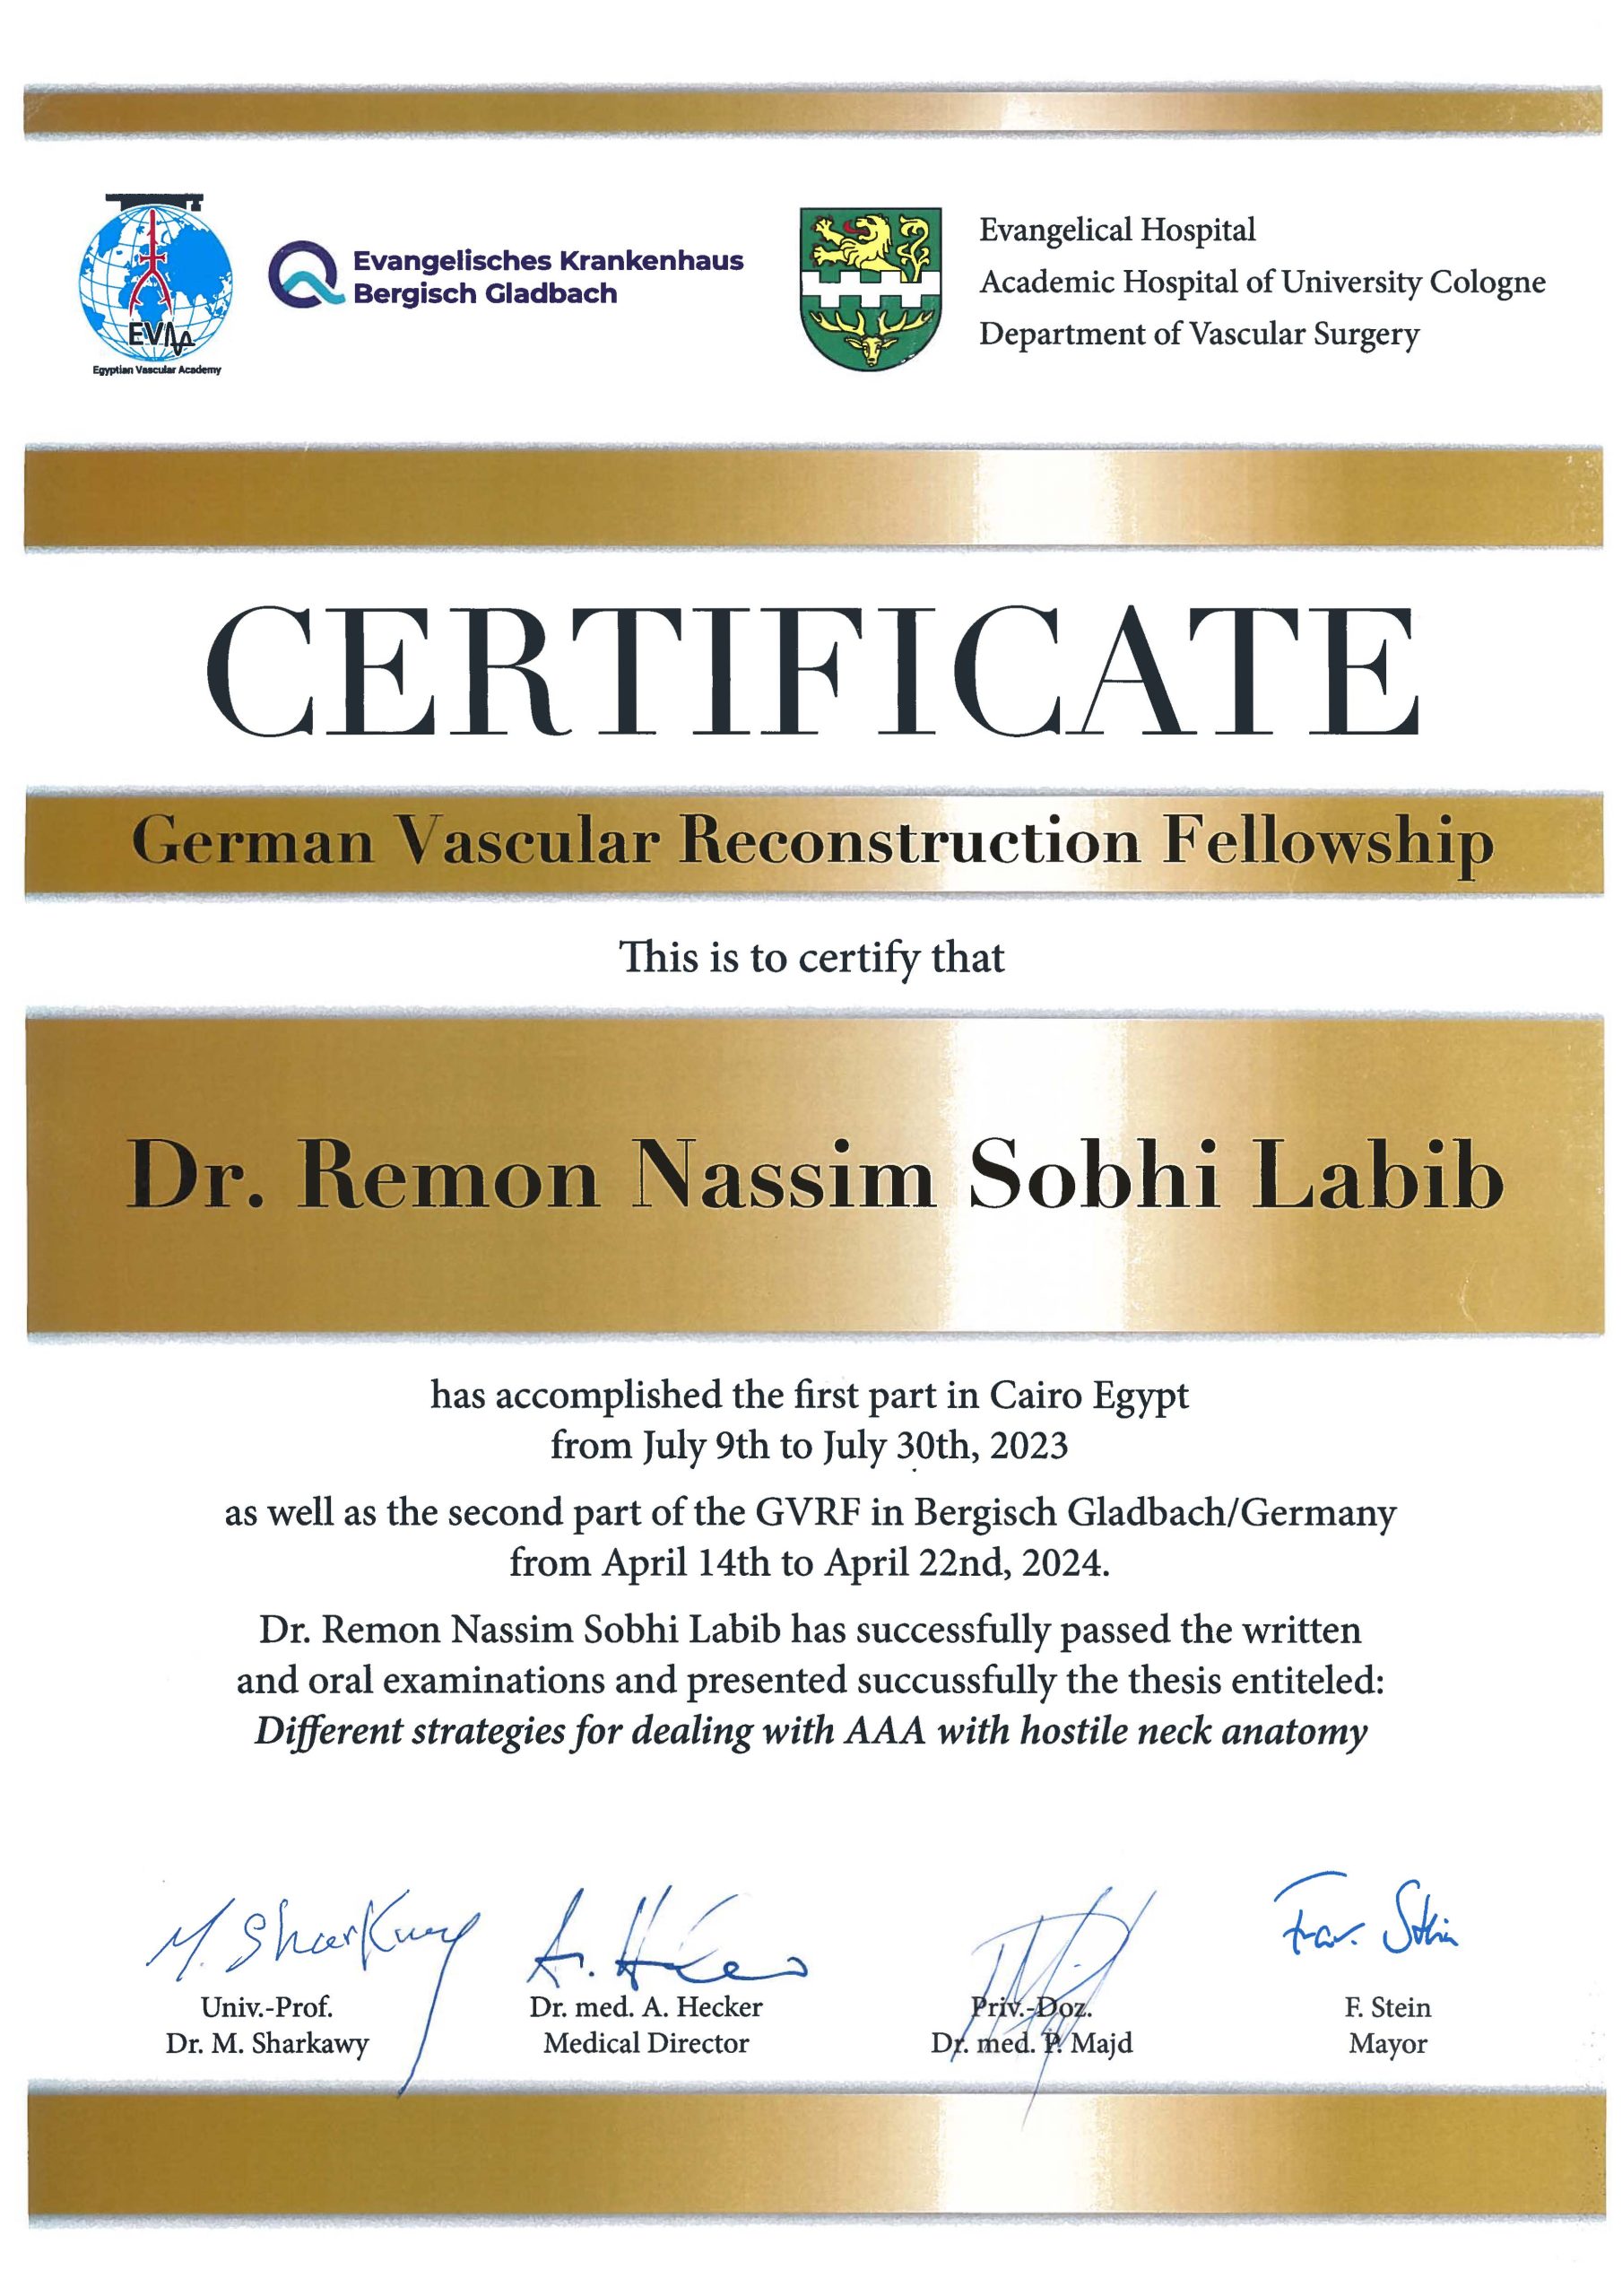 EVA
Egyptian Vascular Academy
Evangelisches Krankenhaus
Bergisch Gladbach
Evangelical Hospital
Academic Hospital of University Cologne
Department of Vascular Surgery
CERTIFICATE
German Vascular Reconstruction Fellowship
This is to certify that
Dr. Remon Nassim Sobhi Labib
has accomplished the first part in Cairo Egypt
from July 9th to July 30th, 2023
as well as the second part of the GVRF in Bergisch Gladbach/Germany
from April 14th to April 22nd, 2024.
Dr. Remon Nassim Sobhi Labib has successfully passed the written
and oral examinations and presented succussfully the thesis entiteled:
Different strategies for dealing with AAA with hostile neck anatomy
M. Sharkawy
Univ.-Prof.
Dr. M. Sharkawy
Dr. med. A. Hecker
Medical Director
Priv.-Doz.
Dr. med. P. Majd
F. Stein
Mayor